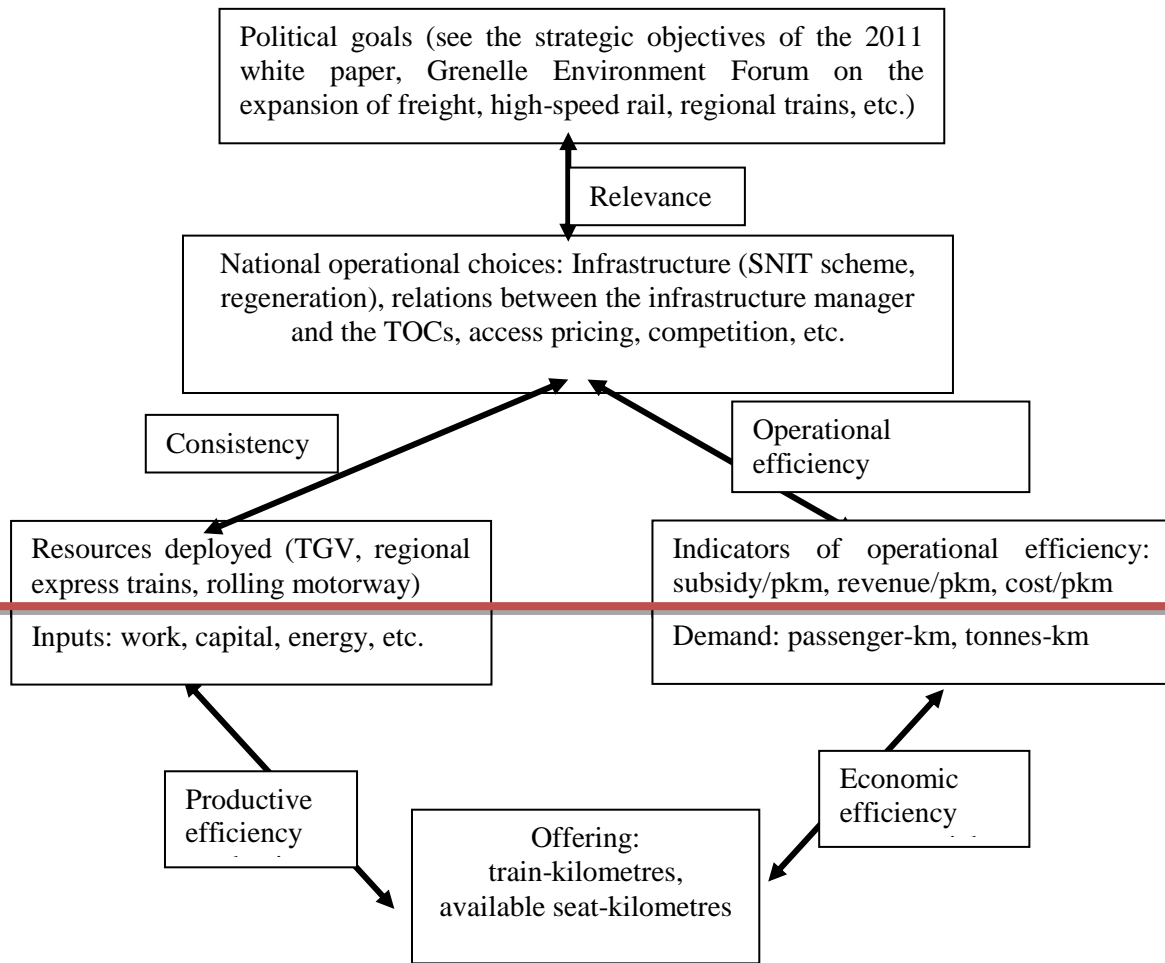 Political goals (see the strategic objectives of the 2011
white paper, Grenelle Environment Forum on the
expansion of freight, high-speed rail, regional trains, etc.)
Relevance
National operational choices: Infrastructure (SNIT scheme,
regeneration), relations between the infrastructure manager
and the TOCs, access pricing, competition, etc.
Consistency
Operational
efficiency
Resources deployed (TGV, regional
express trains, rolling motorway)
Inputs: work, capital, energy, etc.
Indicators of operational efficiency:
subsidy/pkm, revenue/pkm, cost/pkm
Demand: passenger-km, tonnes-km
Productive
efficiency
Economic
efficiency
Offering:
train-kilometres,
available seat-kilometres